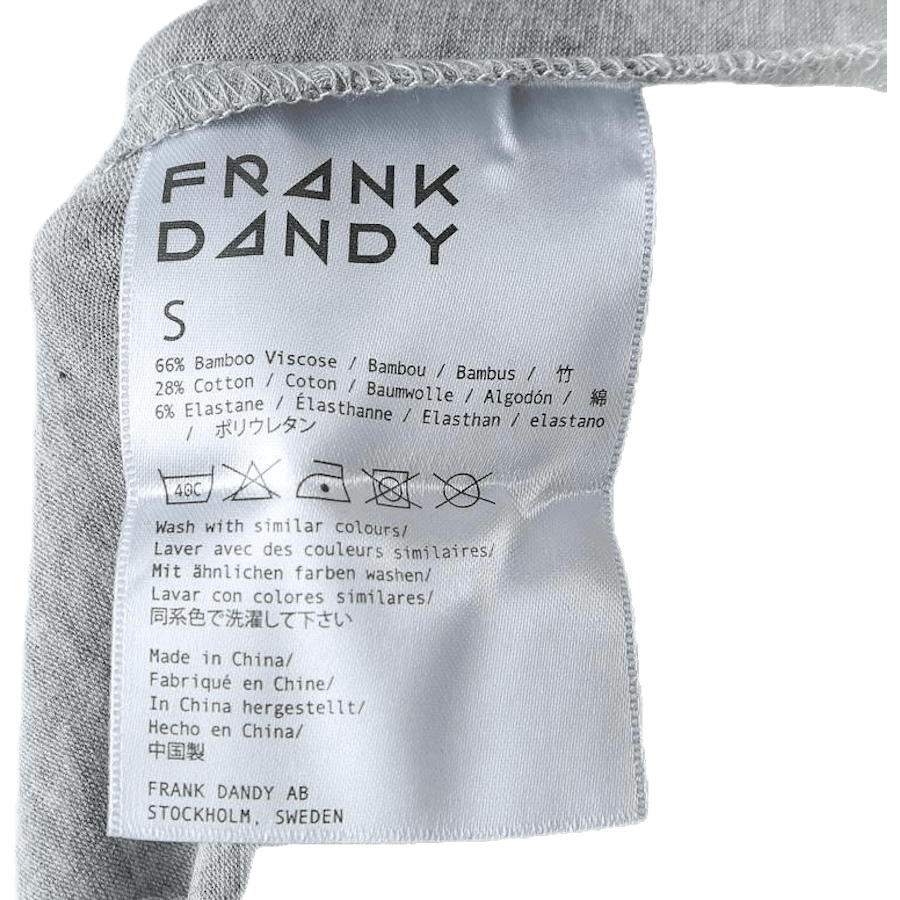 FRANK
DANDY
S
66% Bamboo Viscose / Bambou / Bambus / 竹
28% Cotton / Coton / Baumwolle / Algodón / 綿
6% Elastane / Élasthanne / Elasthan / elastano
/ ポリウレタン
40C
Wash with similar colours/
Laver avec des couleurs similaires/
Mit ähnlichen farben washen/
Lavar con colores similares/
同系色で洗濯して下さい
Made in China/
Fabriqué en Chine/
In China hergestellt/
Hecho en China/
中国製
FRANK DANDY AB
STOCKHOLM, SWEDEN